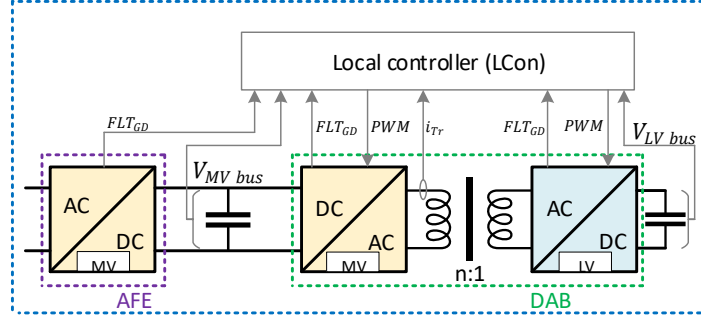 Local controller (LCon)
FLT_GD
FLT_GD
PWM
i_Tr
FLT_GD
PWM
V_LV bus
V_MV bus
AC
DC
MV
DC
AC
MV
n:1
AC
DC
LV
AFE
DAB